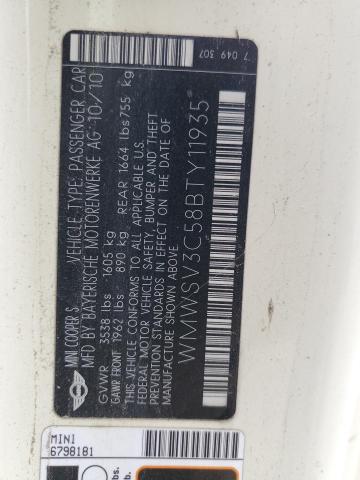 MINI COOPER S
VEHICLE TYPE: PASSENGER CAR
MFD BY BAYERISCHE MOTORENWERKE AG 10/10
GVWR 3538 lbs 1605 kg
GAWR FRONT 1962 lbs 890 kg REAR 1664 lbs 755 kg
THIS VEHICLE CONFORMS TO ALL APPLICABLE U.S.
FEDERAL MOTOR VEHICLE SAFETY, BUMPER AND THEFT
PREVENTION STANDARDS IN EFFECT ON THE DATE OF
MANUFACTURE SHOWN ABOVE.
WMWSV3C58BTY11935
7 049 307
MINI
6798181
lbs.